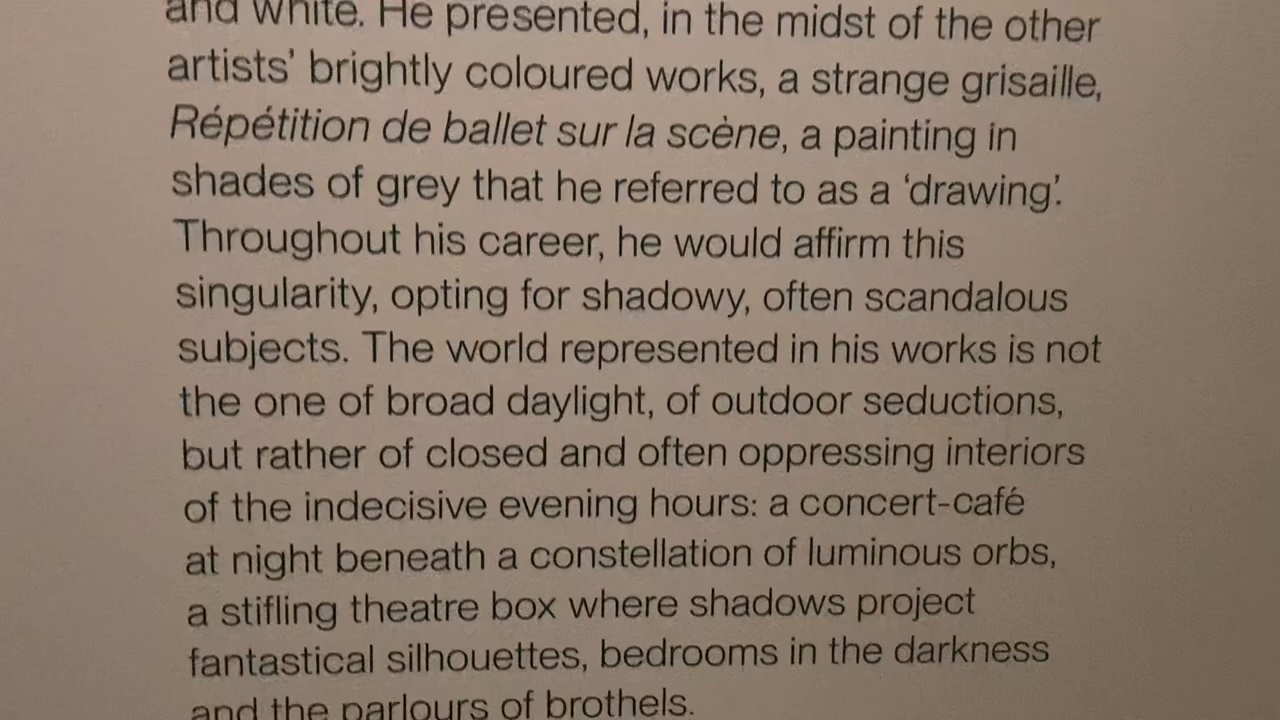 and white. He presented, in the midst of the other
artists’ brightly coloured works, a strange grisaille,
Répétition de ballet sur la scène, a painting in
shades of grey that he referred to as a ‘drawing’.
Throughout his career, he would affirm this
singularity, opting for shadowy, often scandalous
subjects. The world represented in his works is not
the one of broad daylight, of outdoor seductions,
but rather of closed and often oppressing interiors
of the indecisive evening hours: a concert-café
at night beneath a constellation of luminous orbs,
a stifling theatre box where shadows project
fantastical silhouettes, bedrooms in the darkness
and the parlours of brothels.